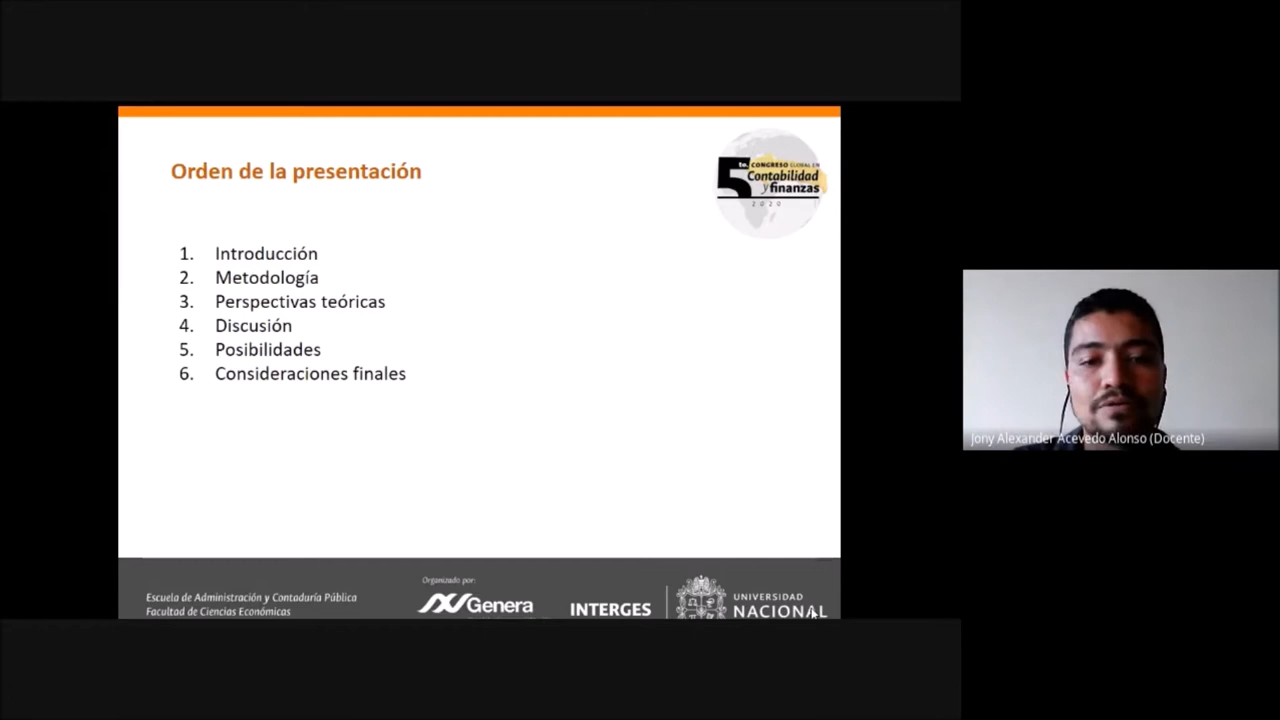 Orden de la presentación
5to. CONGRESO GLOBAL EN
Contabilidad
y finanzas
2020
1. Introducción
2. Metodología
3. Perspectivas teóricas
4. Discusión
5. Posibilidades
6. Consideraciones finales
Jony Alexander Acevedo Alonso (Docente)
Organizado por:
Escuela de Administración y Contaduría Pública
Facultad de Ciencias Económicas
Genera
INTERGES
UNIVERSIDAD
NACIONAL